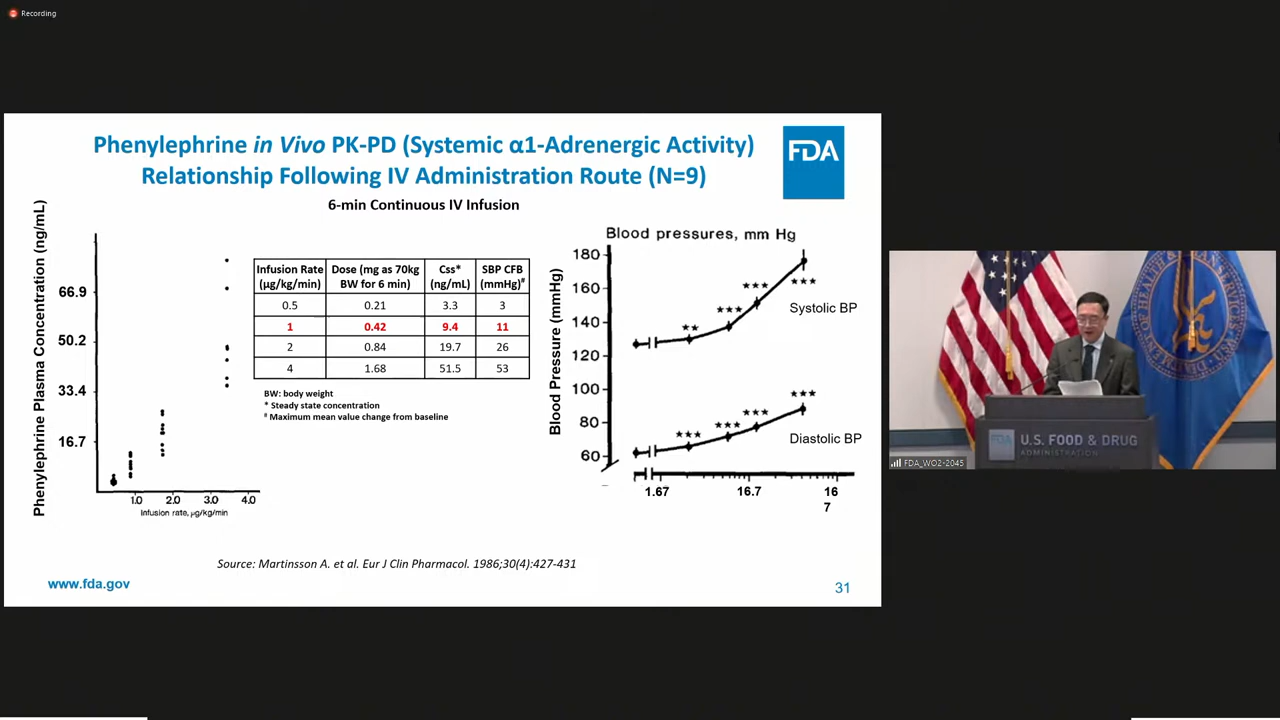 Recording
Phenylephrine in Vivo PK-PD (Systemic α1-Adrenergic Activity)
Relationship Following IV Administration Route (N=9)
FDA
6-min Continuous IV Infusion
Phenylephrine Plasma Concentration (ng/mL)
66.9
50.2
33.4
16.7
1.0 2.0 3.0 4.0
Infusion rate, µg/kg/min
Infusion Rate (µg/kg/min) Dose (mg as 70kg BW for 6 min) Css* (ng/mL) SBP CFB (mmHg)#
0.5 0.21 3.3 3
1 0.42 9.4 11
2 0.84 19.7 26
4 1.68 51.5 53
BW: body weight
* Steady state concentration
# Maximum mean value change from baseline
Blood pressures, mm Hg
Blood Pressure (mmHg)
180
160
140
120
100
80
60
★★ ★★★ ★★★ ★★★
Systolic BP
★★★ ★★★ ★★★ ★★★
Diastolic BP
1.67 16.7 16
7
Source: Martinsson A. et al. Eur J Clin Pharmacol. 1986;30(4):427-431
www.fda.gov
31
FDA
U.S. FOOD & DRUG
ADMINISTRATION
FDA_WO2-2045